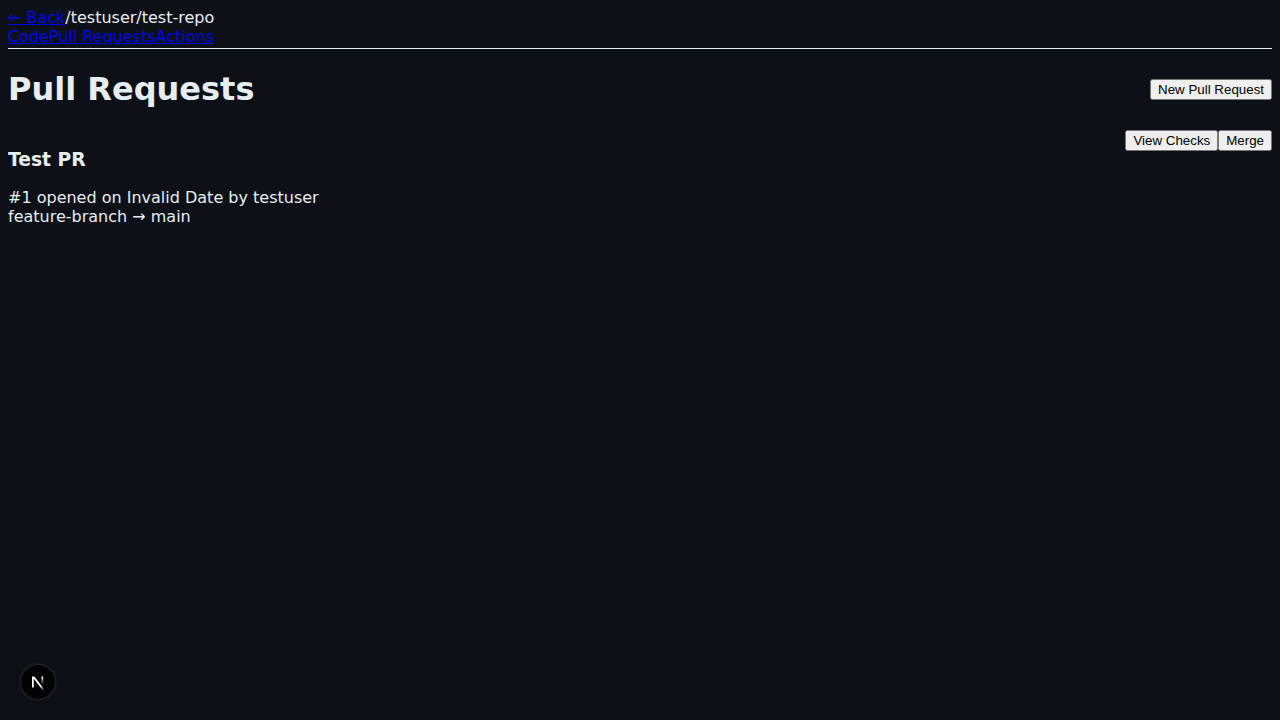 ← Back/testuser/test-repo
CodePull RequestsActions
Pull Requests
New Pull Request
View Checks
Merge
Test PR
#1 opened on Invalid Date by testuser
feature-branch → main
N